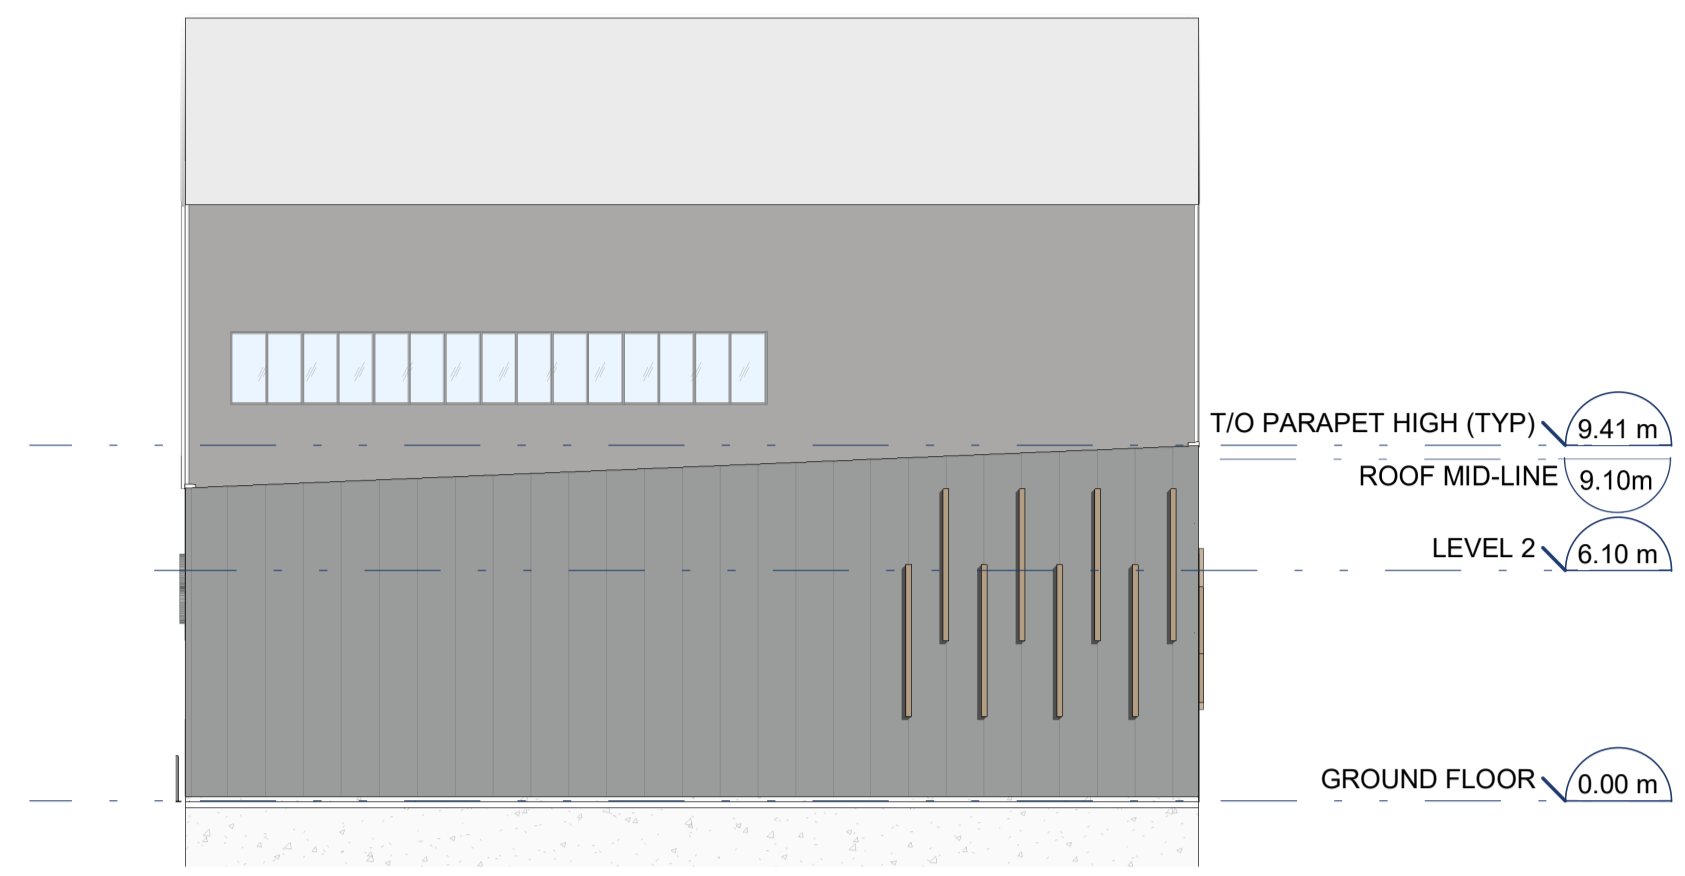 T/O PARAPET HIGH (TYP) 9.41 m
ROOF MID-LINE 9.10m
LEVEL 2 6.10 m
GROUND FLOOR 0.00 m